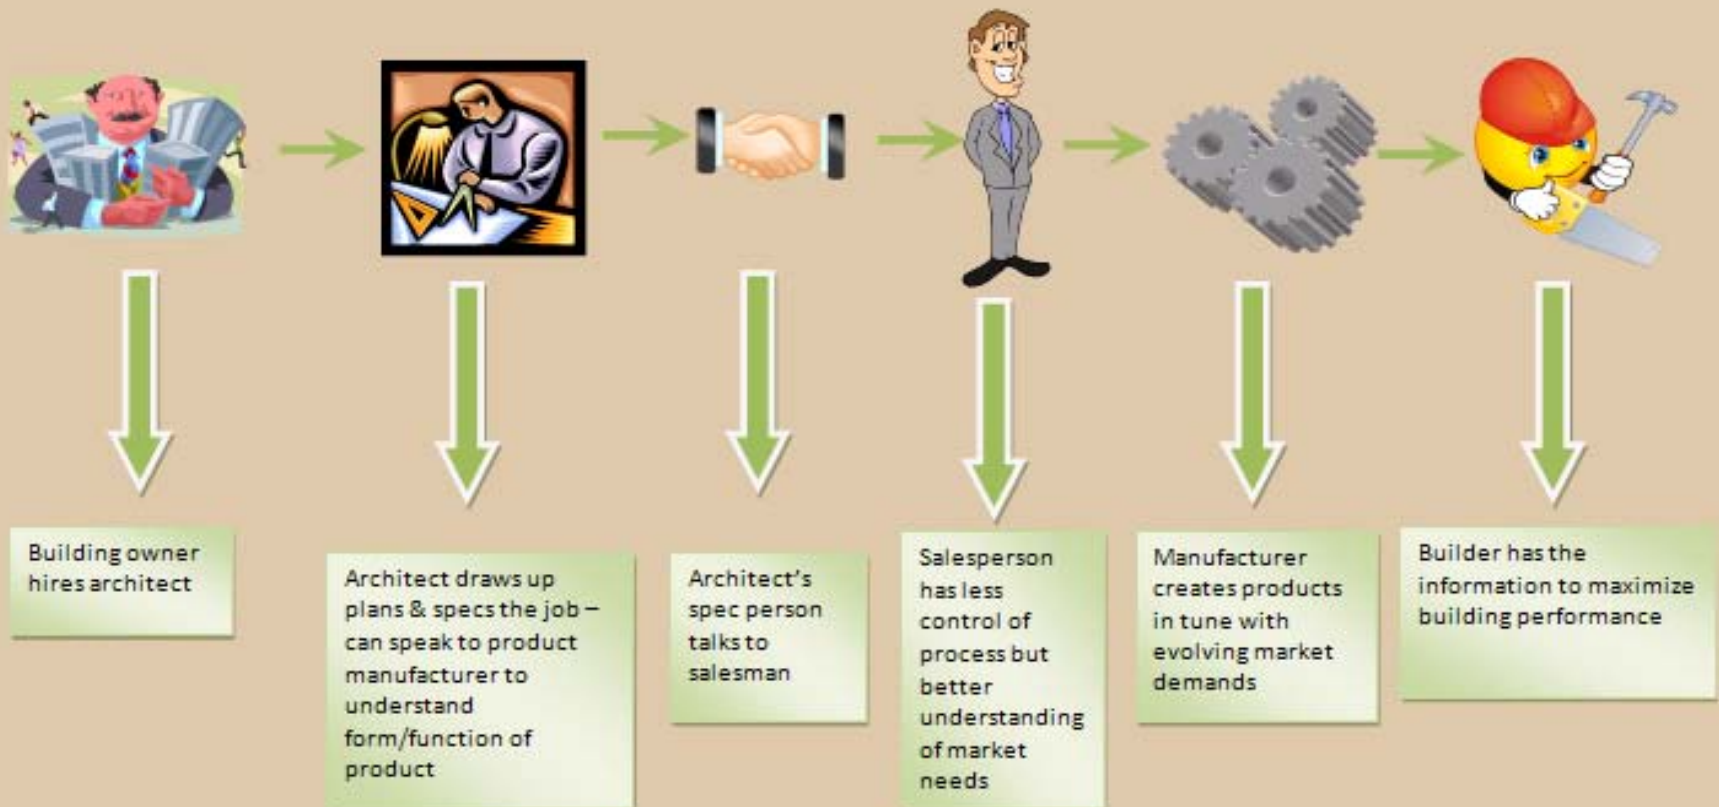 Building owner
hires architect
Architect draws up
plans & specs the job –
can speak to product
manufacturer to
understand
form/function of
product
Architect's
spec person
talks to
salesman
Salesperson
has less
control of
process but
better
understanding
of market
needs
Manufacturer
creates products
in tune with
evolving market
demands
Builder has the
information to maximize
building performance